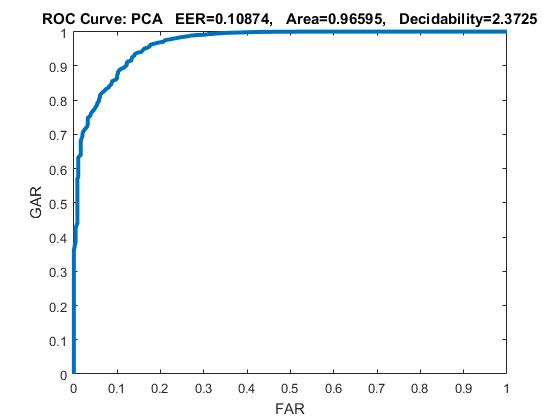 ROC Curve: PCA EER=0.10874, Area=0.96595, Decidability=2.3725
1
0.9
0.8
0.7
0.6
0.5
0.4
0.3
0.2
0.1
0
GAR
0 0.1 0.2 0.3 0.4 0.5 0.6 0.7 0.8 0.9 1
FAR